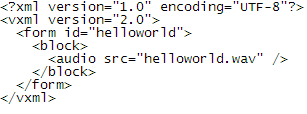 <?xml version="1.0" encoding="UTF-8"?>
<vxml version="2.0">
  <form id="helloworld">
    <block>
      <audio src="helloworld.wav" />
    </block>
  </form>
</vxml>